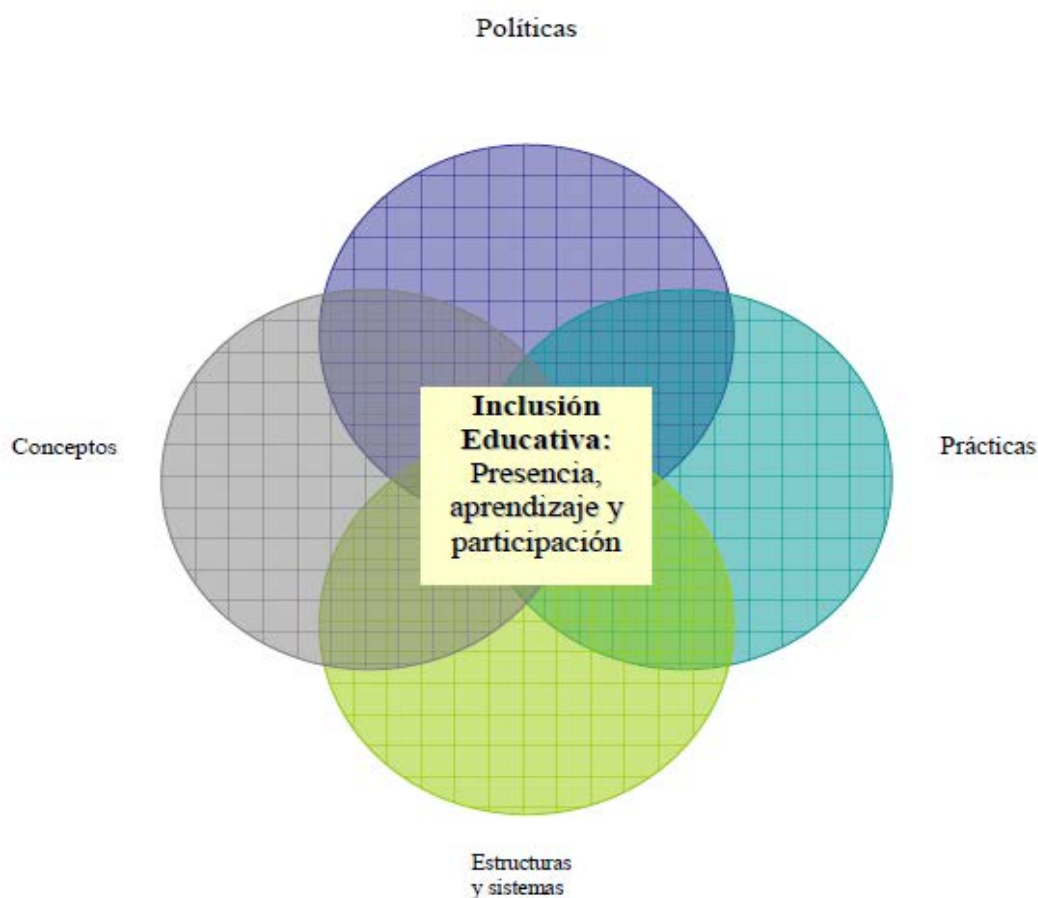 Políticas
Inclusión
Educativa:
Presencia,
aprendizaje y
participación
Conceptos
Prácticas
Estructuras
y sistemas